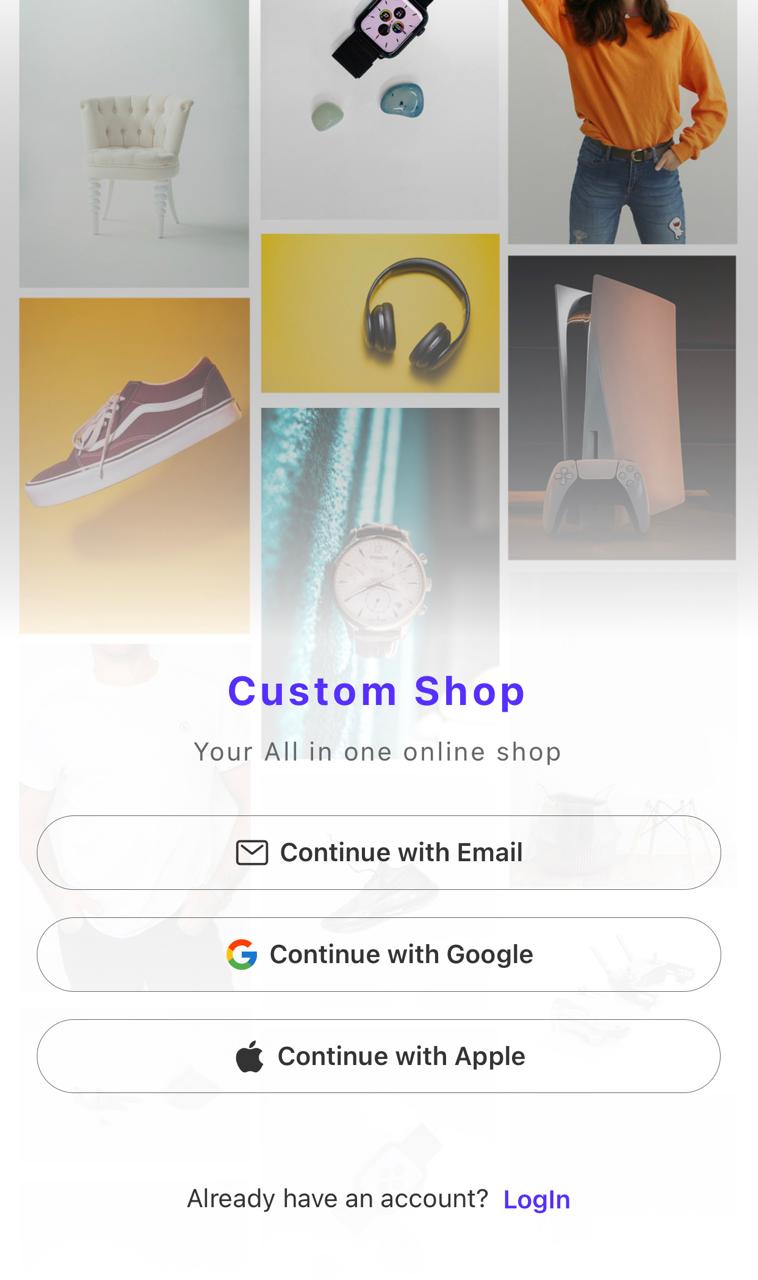 Custom Shop
Your All in one online shop
Continue with Email
Continue with Google
Continue with Apple
Already have an account? LogIn